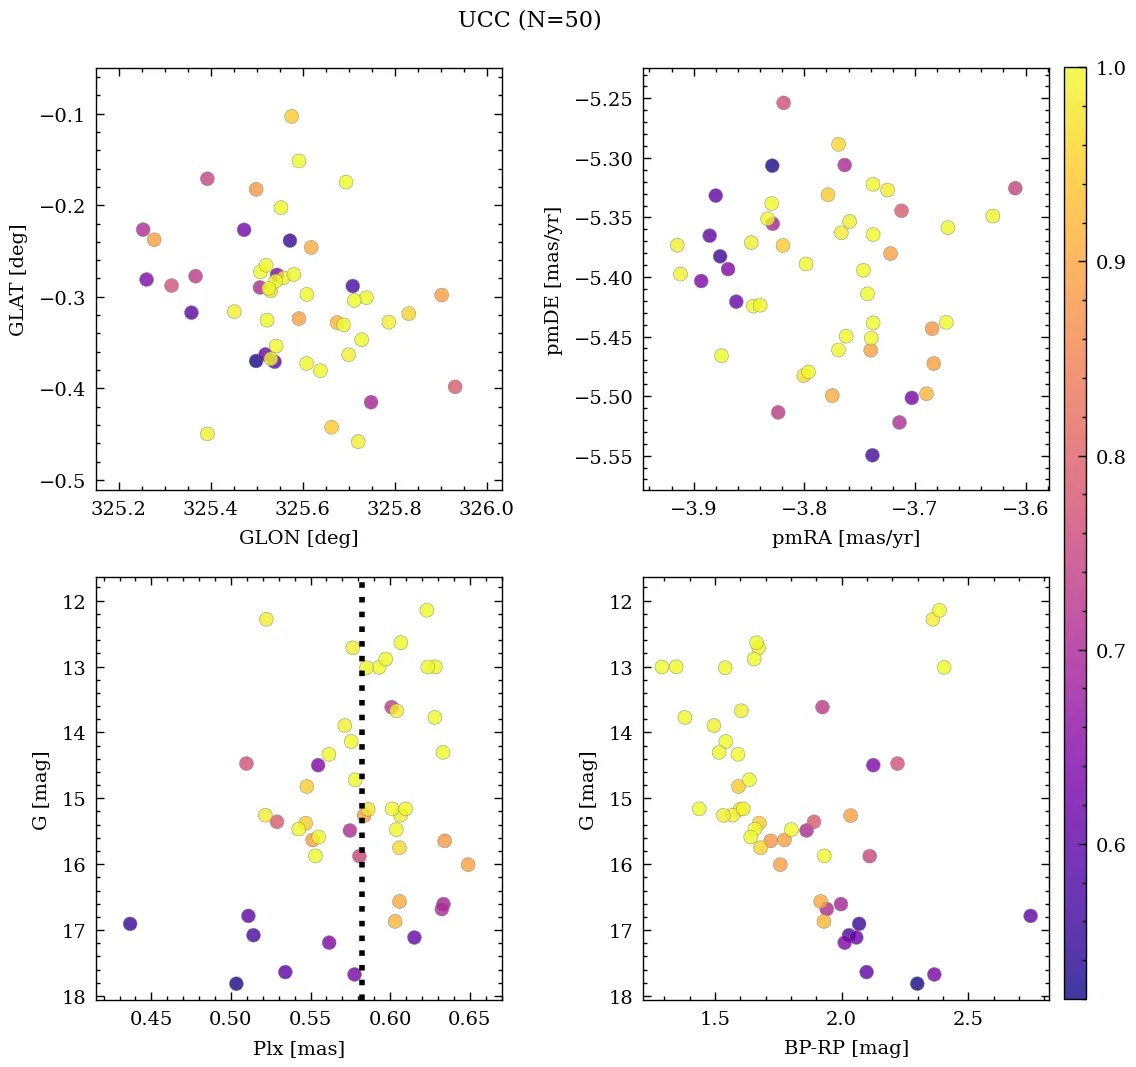 UCC (N=50)
−0.1
−0.2
−0.3
−0.4
−0.5
GLAT [deg]
325.2 325.4 325.6 325.8 326.0
GLON [deg]
−5.25
−5.30
−5.35
−5.40
−5.45
−5.50
−5.55
pmDE [mas/yr]
−3.9 −3.8 −3.7 −3.6
pmRA [mas/yr]
1.0
0.9
0.8
0.7
0.6
12
13
14
15
16
17
18
G [mag]
0.45 0.50 0.55 0.60 0.65
Plx [mas]
12
13
14
15
16
17
18
G [mag]
1.5 2.0 2.5
BP-RP [mag]